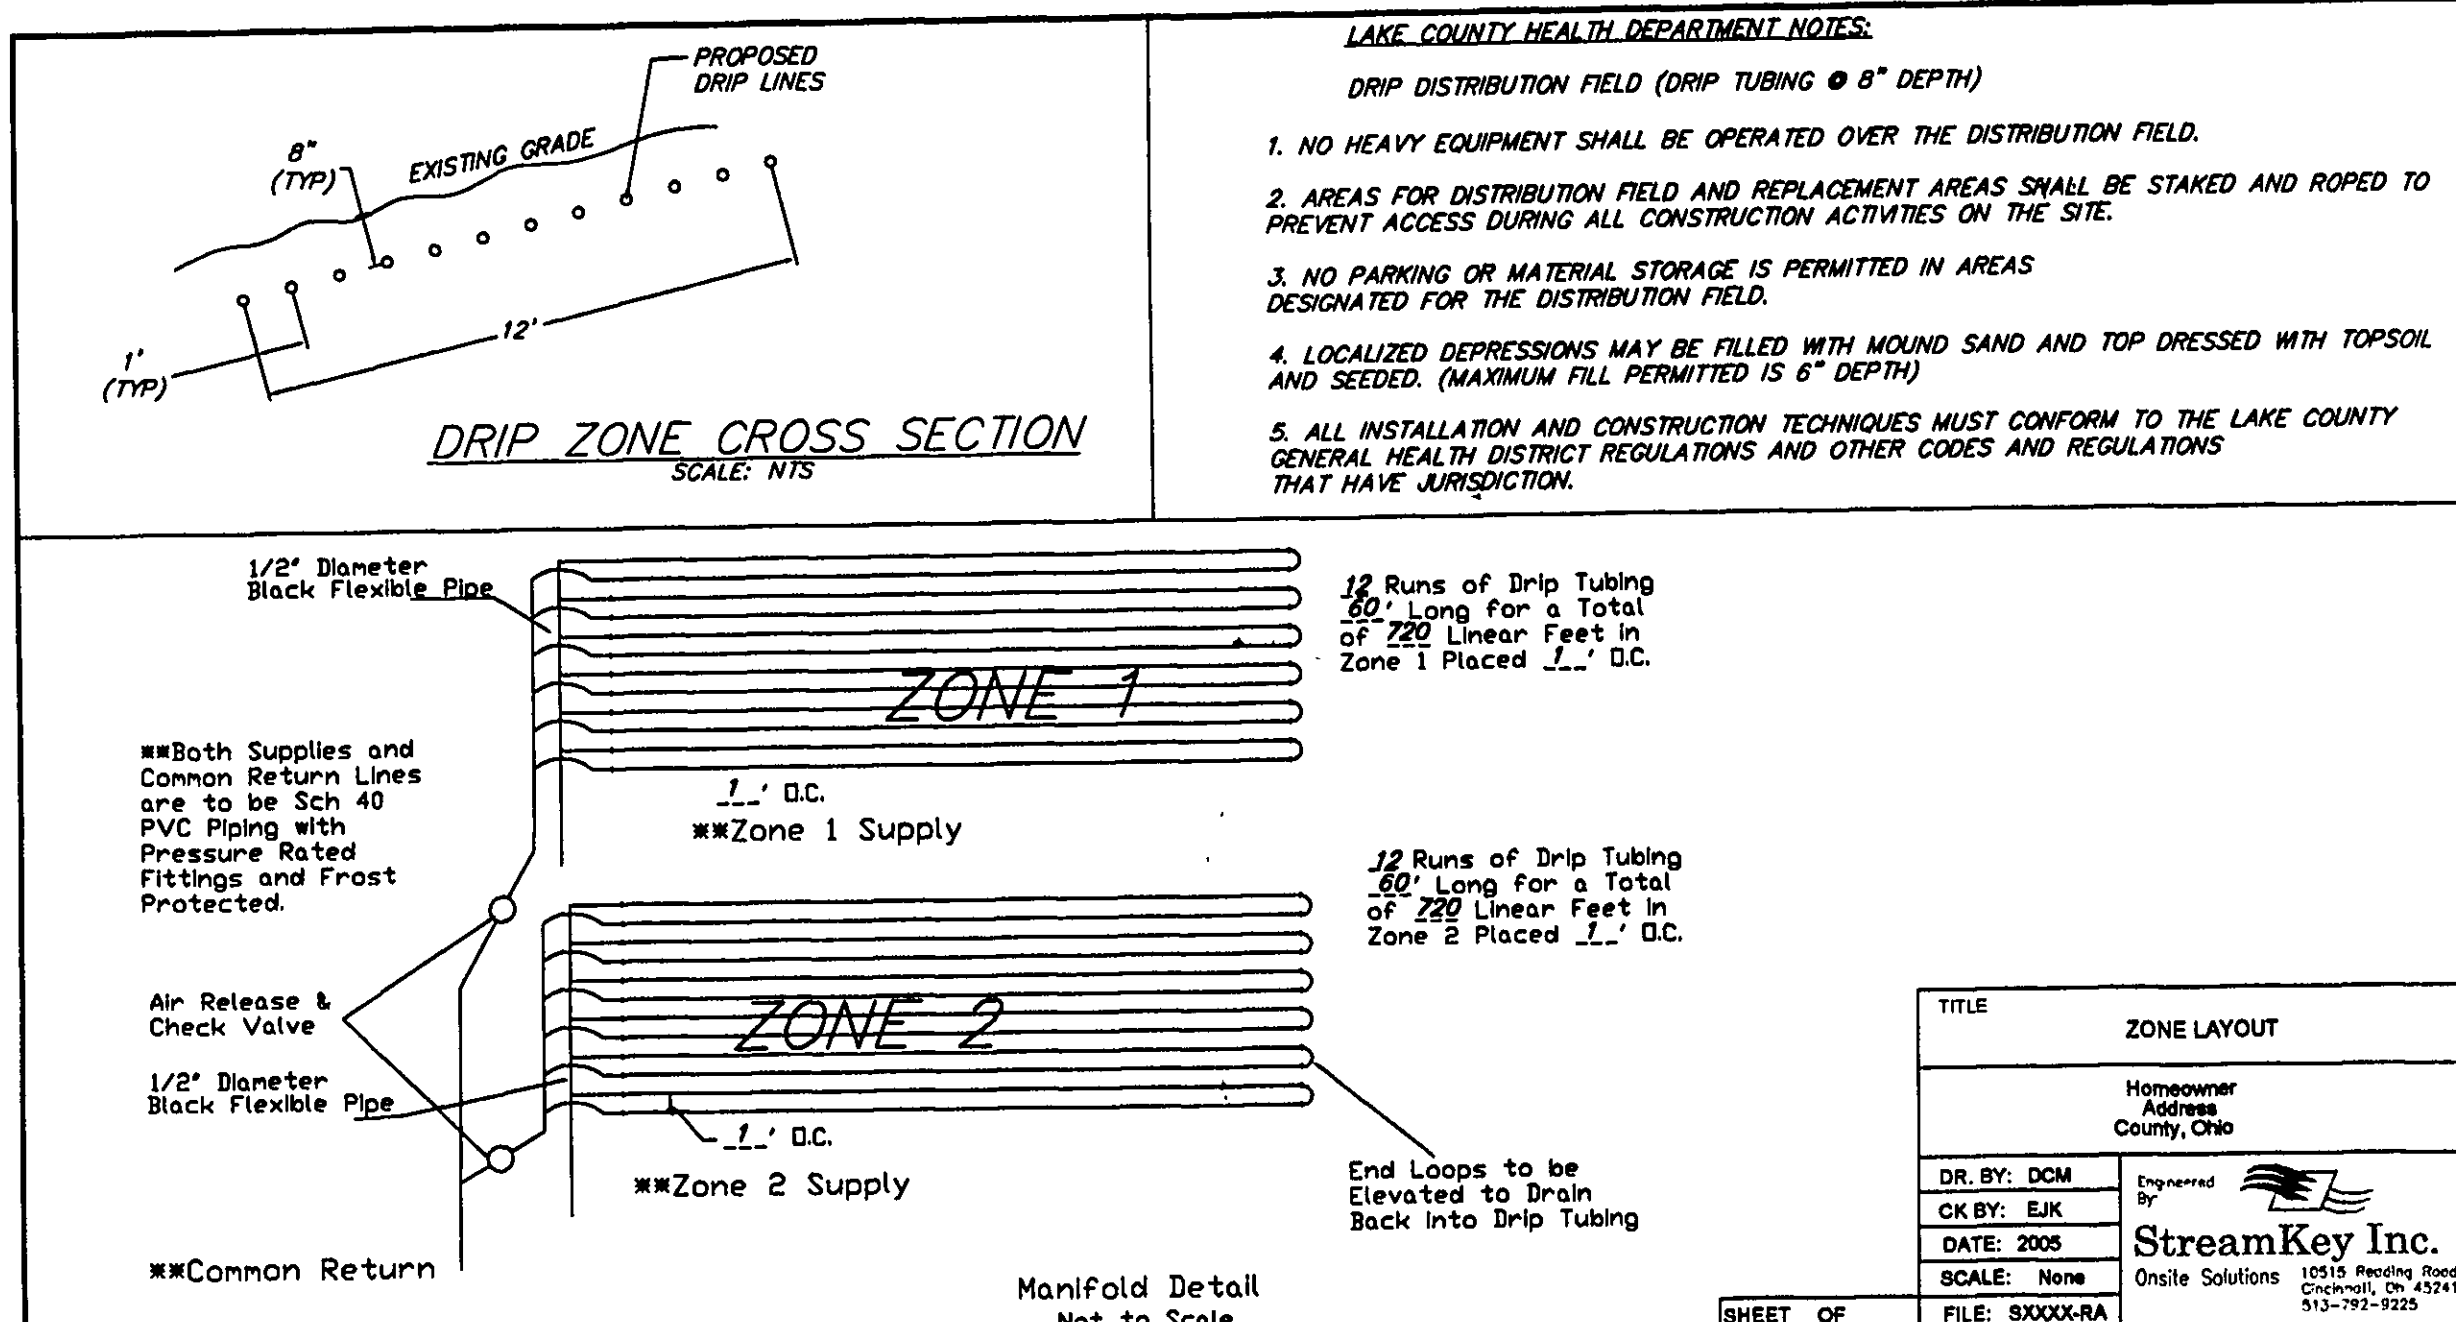 PROPOSED
DRIP LINES
8"
(TYP)
EXISTING GRADE
12'
1'
(TYP)
DRIP ZONE CROSS SECTION
SCALE: NTS
LAKE COUNTY HEALTH DEPARTMENT NOTES:
DRIP DISTRIBUTION FIELD (DRIP TUBING @ 8" DEPTH)
1. NO HEAVY EQUIPMENT SHALL BE OPERATED OVER THE DISTRIBUTION FIELD.
2. AREAS FOR DISTRIBUTION FIELD AND REPLACEMENT AREAS SHALL BE STAKED AND ROPED TO
PREVENT ACCESS DURING ALL CONSTRUCTION ACTIVITIES ON THE SITE.
3. NO PARKING OR MATERIAL STORAGE IS PERMITTED IN AREAS
DESIGNATED FOR THE DISTRIBUTION FIELD.
4. LOCALIZED DEPRESSIONS MAY BE FILLED WITH MOUND SAND AND TOP DRESSED WITH TOPSOIL
AND SEEDED. (MAXIMUM FILL PERMITTED IS 6" DEPTH)
5. ALL INSTALLATION AND CONSTRUCTION TECHNIQUES MUST CONFORM TO THE LAKE COUNTY
GENERAL HEALTH DISTRICT REGULATIONS AND OTHER CODES AND REGULATIONS
THAT HAVE JURISDICTION.
1/2" Diameter
Black Flexible Pipe
12 Runs of Drip Tubing
60' Long for a Total
of 720 Linear Feet in
Zone 1 Placed 1' O.C.
ZONE 1
**Both Supplies and
Common Return Lines
are to be Sch 40
PVC Piping with
Pressure Rated
Fittings and Frost
Protected.
1' O.C.
**Zone 1 Supply
12 Runs of Drip Tubing
60' Long for a Total
of 720 Linear Feet in
Zone 2 Placed 1' O.C.
Air Release &
Check Valve
ZONE 2
1/2" Diameter
Black Flexible Pipe
1' O.C.
**Zone 2 Supply
End Loops to be
Elevated to Drain
Back into Drip Tubing
**Common Return
Manifold Detail
Not to Scale
TITLE
ZONE LAYOUT
Homeowner
Address
County, Ohio
DR. BY: DCM
CK BY: EJK
DATE: 2005
SCALE: None
FILE: SXXXX-RA
SHEET OF
Engineered
By
StreamKey Inc.
Onsite Solutions
10515 Reading Road
Cincinnati, Oh 45241
513-792-9225